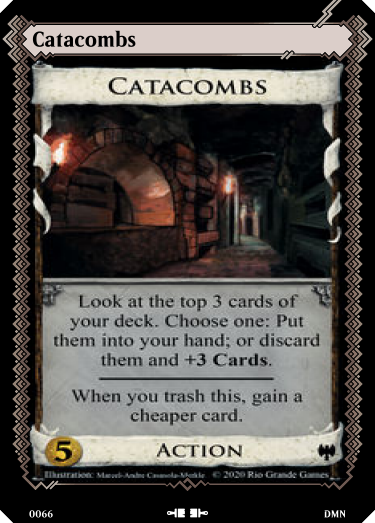 Catacombs
CATACOMBS
Look at the top 3 cards of
your deck. Choose one: Put
them into your hand; or discard
them and +3 Cards.
When you trash this, gain a
cheaper card.
5
ACTION
Illustration: Marcel-André Casasola-Merkle © 2020 Rio Grande Games
0066
DMN